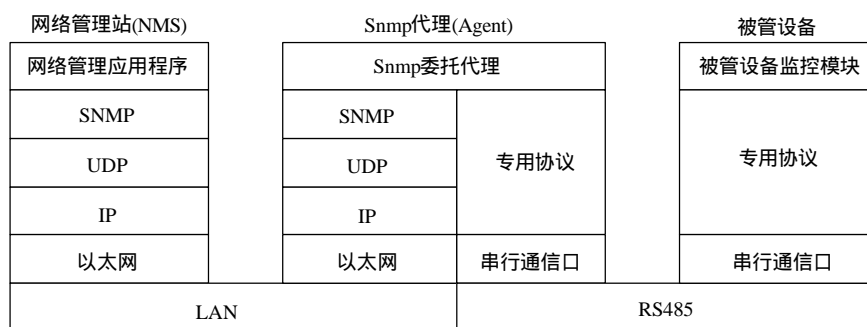 网络管理站(NMS)
Snmp代理(Agent)
被管设备
网络管理应用程序
Snmp委托代理
被管设备监控模块
SNMP
SNMP
专用协议
专用协议
UDP
UDP
IP
IP
以太网
以太网
串行通信口
串行通信口
LAN
RS485